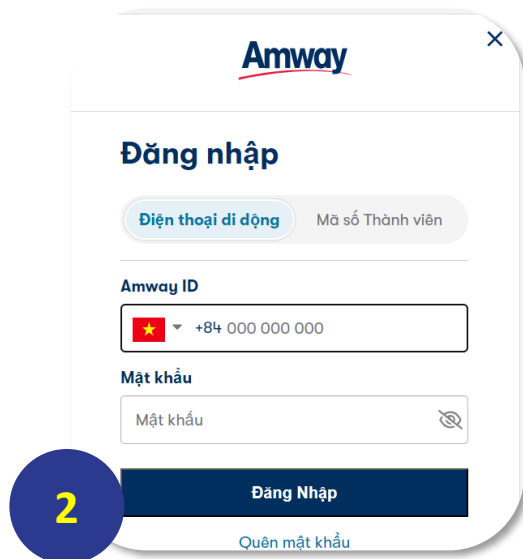 Amway
Đăng nhập
Điện thoại di động Mã số Thành viên
Amway ID
+84 000 000 000
Mật khẩu
Mật khẩu
Đăng Nhập
2
Quên mật khẩu